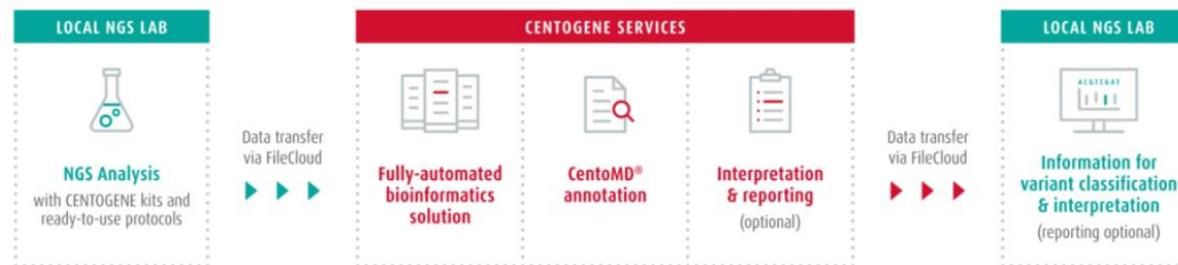 LOCAL NGS LAB
NGS Analysis
with CENTOGENE kits and
ready-to-use protocols
Data transfer
via FileCloud
CENTOGENE SERVICES
Fully-automated
bioinformatics
solution
CentoMD®
annotation
Interpretation
& reporting
(optional)
Data transfer
via FileCloud
LOCAL NGS LAB
ACGTCGAT
Information for
variant classification
& interpretation
(reporting optional)